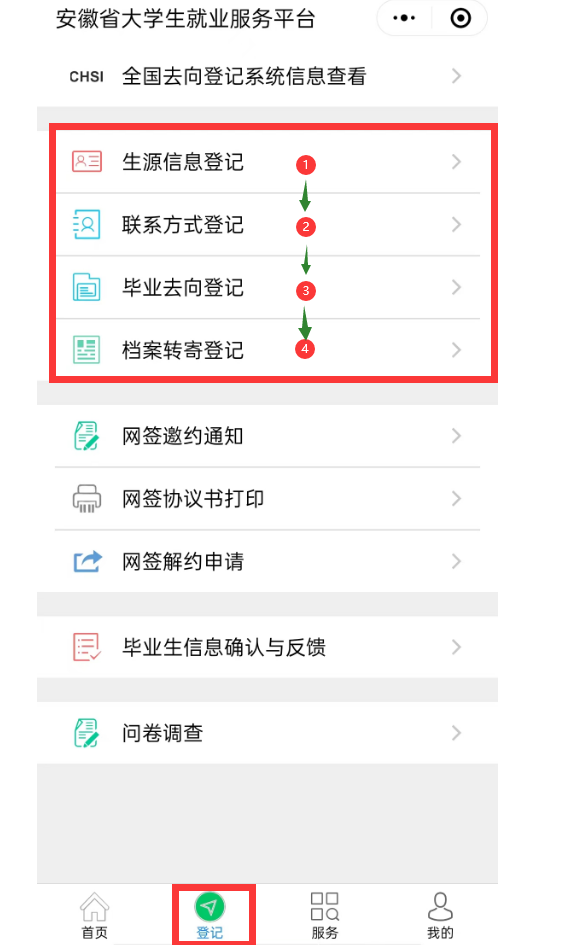 安徽省大学生就业服务平台
CHSI 全国去向登记系统信息查看
生源信息登记 1
联系方式登记 2
毕业去向登记 3
档案转寄登记 4
网签邀约通知
网签协议书打印
网签解约申请
毕业生信息确认与反馈
问卷调查
首页 登记 服务 我的